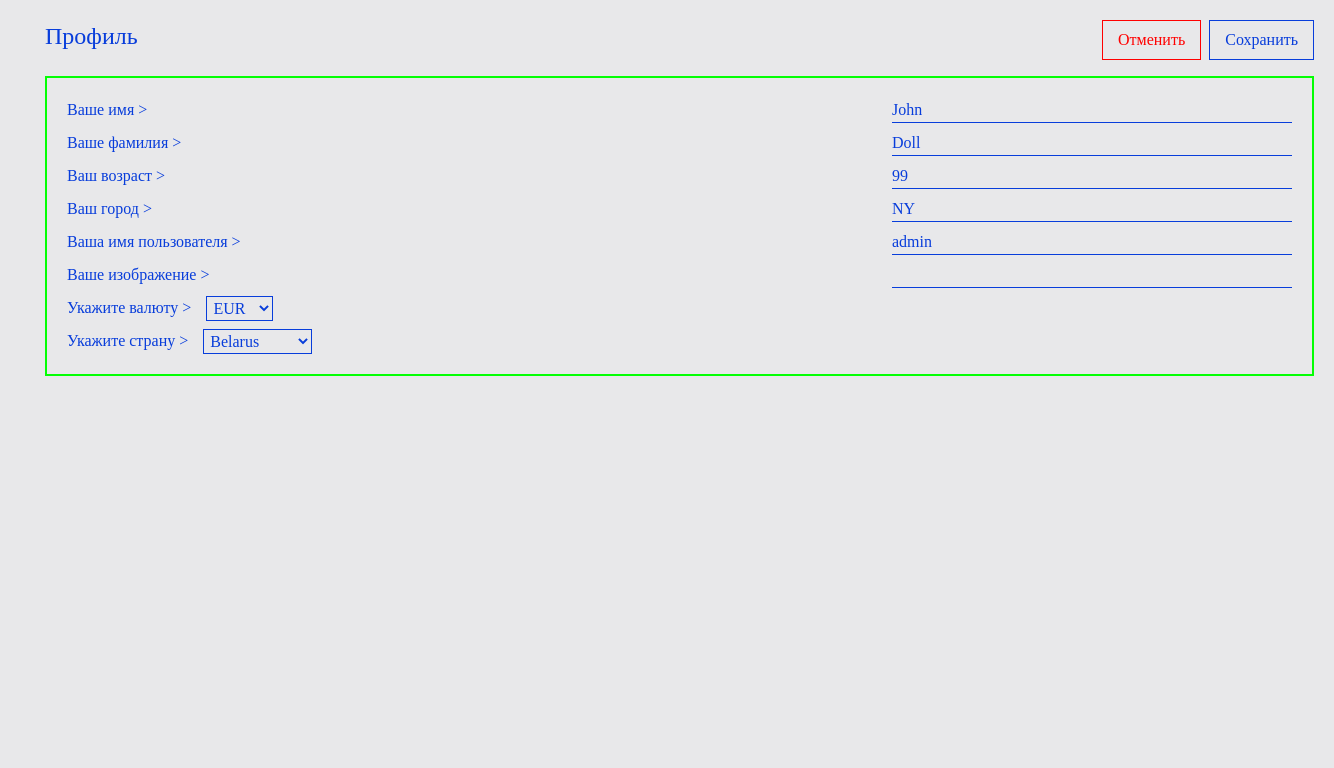 Профиль Отменить Сохранить
Ваше имя > John
Ваше фамилия > Doll
Ваш возраст > 99
Ваш город > NY
Ваша имя пользователя > admin
Ваше изображение >
Укажите валюту > EUR
Укажите страну > Belarus